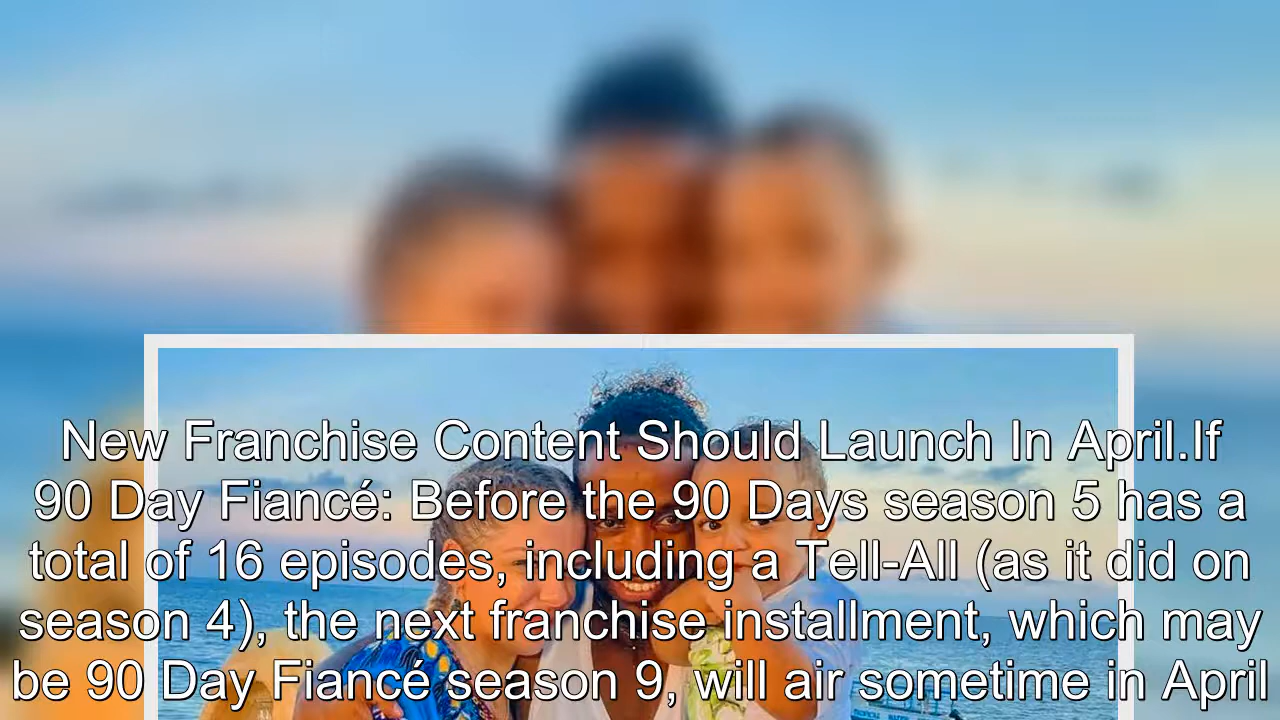 New Franchise Content Should Launch In April.If
90 Day Fiancé: Before the 90 Days season 5 has a
total of 16 episodes, including a Tell-All (as it did on
season 4), the next franchise installment, which may
be 90 Day Fiancé season 9, will air sometime in April